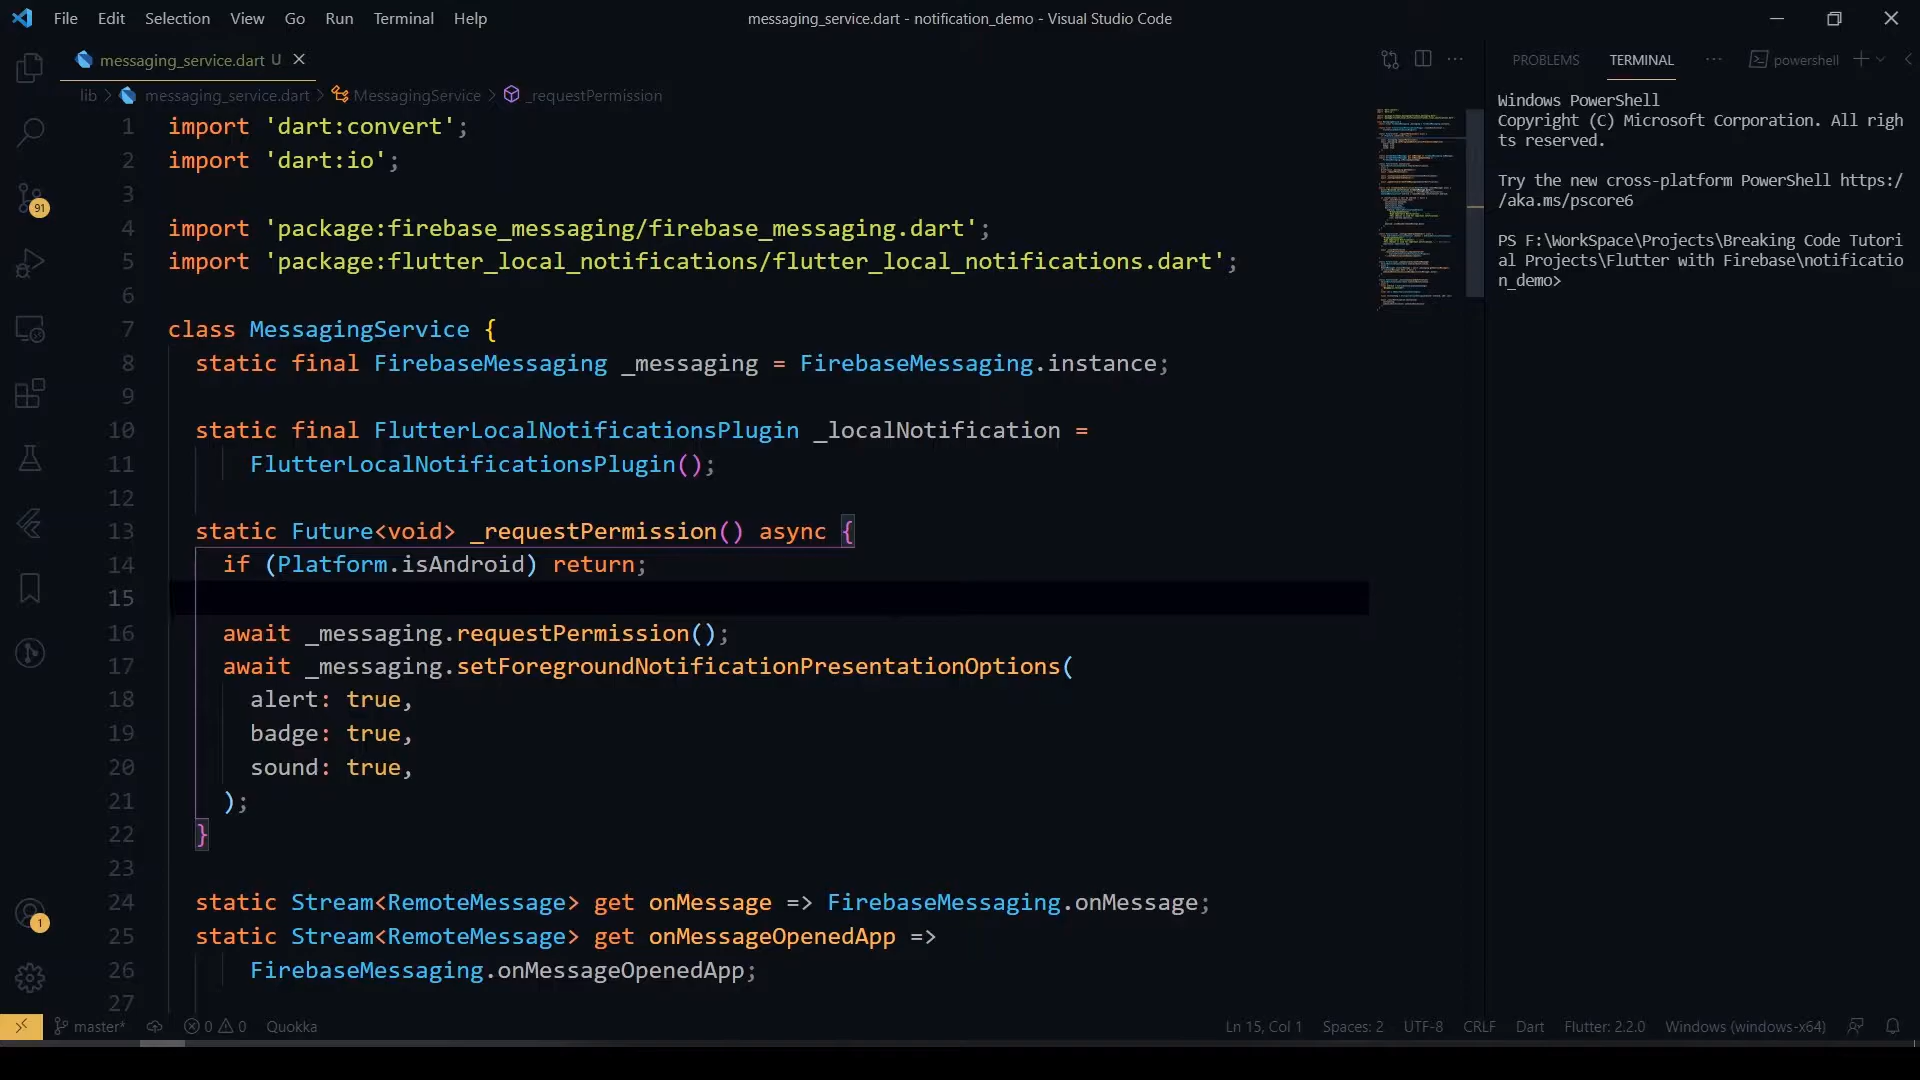 File Edit Selection View Go Run Terminal Help
messaging_service.dart - notification_demo - Visual Studio Code
messaging_service.dart U
lib > messaging_service.dart > MessagingService > _requestPermission
1 import 'dart:convert';
2 import 'dart:io';
3
4 import 'package:firebase_messaging/firebase_messaging.dart';
5 import 'package:flutter_local_notifications/flutter_local_notifications.dart';
6
7 class MessagingService {
8 static final FirebaseMessaging _messaging = FirebaseMessaging.instance;
9
10 static final FlutterLocalNotificationsPlugin _localNotification =
11 FlutterLocalNotificationsPlugin();
12
13 static Future<void> _requestPermission() async {
14 if (Platform.isAndroid) return;
15
16 await _messaging.requestPermission();
17 await _messaging.setForegroundNotificationPresentationOptions(
18 alert: true,
19 badge: true,
20 sound: true,
21 );
22 }
23
24 static Stream<RemoteMessage> get onMessage => FirebaseMessaging.onMessage;
25 static Stream<RemoteMessage> get onMessageOpenedApp =>
26 FirebaseMessaging.onMessageOpenedApp;
27
91
1
PROBLEMS TERMINAL ··· powershell
Windows PowerShell
Copyright (C) Microsoft Corporation. All righ
ts reserved.
Try the new cross-platform PowerShell https:/
/aka.ms/pscore6
PS F:\WorkSpace\Projects\Breaking Code Tutori
al Projects\Flutter with Firebase\notificatio
n_demo>
master* 0 0 Quokka
Ln 15, Col 1 Spaces: 2 UTF-8 CRLF Dart Flutter: 2.2.0 Windows (windows-x64)